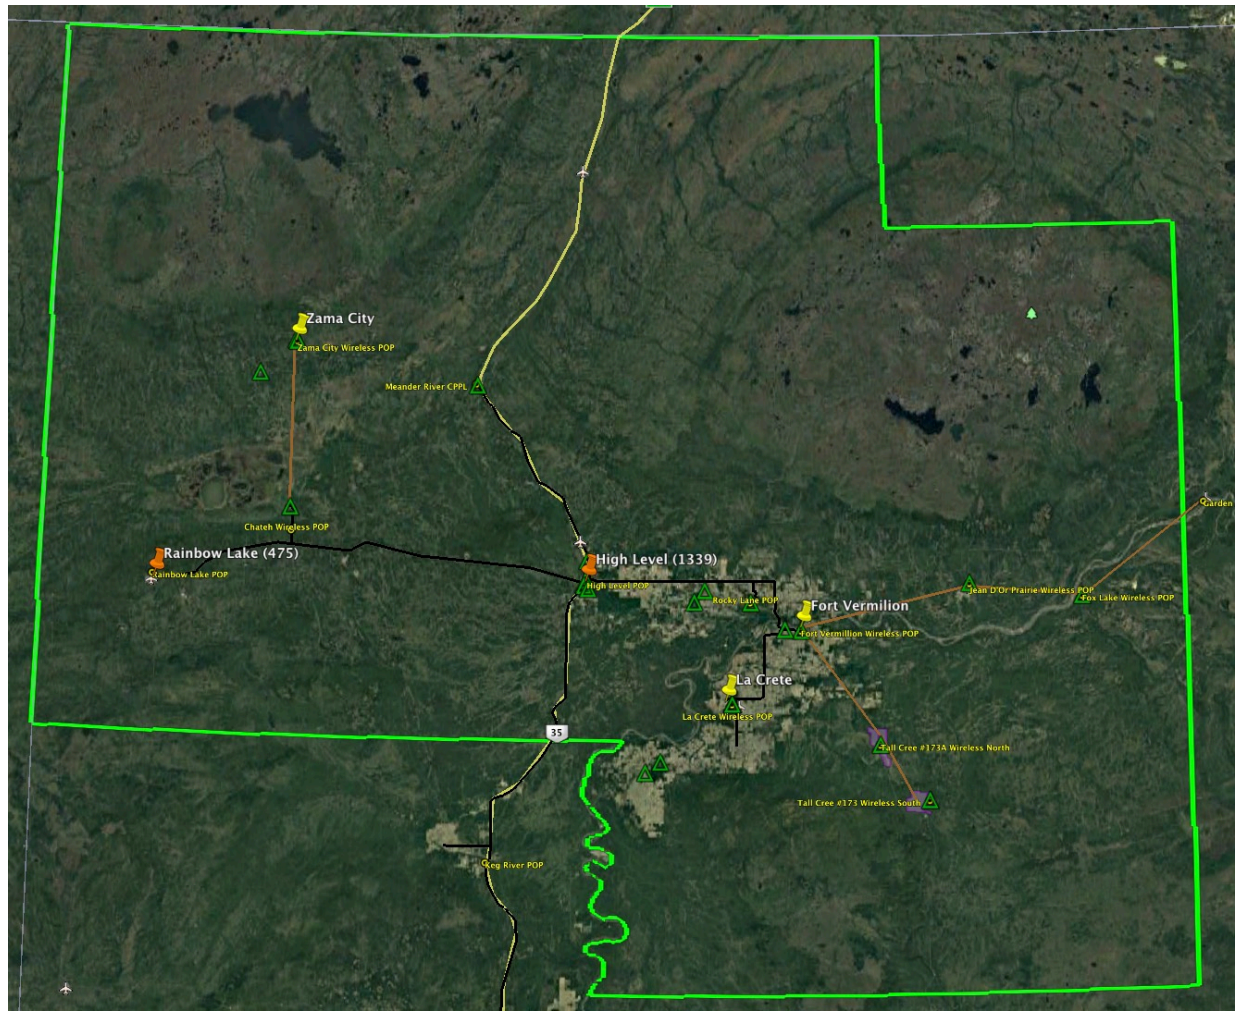 Zama City
Zama City Wireless POP
Meander River CPPL
Garden
Chateh Wireless POP
Rainbow Lake (475)
Rainbow Lake POP
High Level (1339)
High Level POP
Rocky Lane POP
Jean D'Or Prairie Wireless POP
Fox Lake Wireless POP
Fort Vermilion
Fort Vermillion Wireless POP
La Crete
La Crete Wireless POP
35
Tall Cree #173A Wireless North
Tall Cree #173 Wireless South
Keg River POP